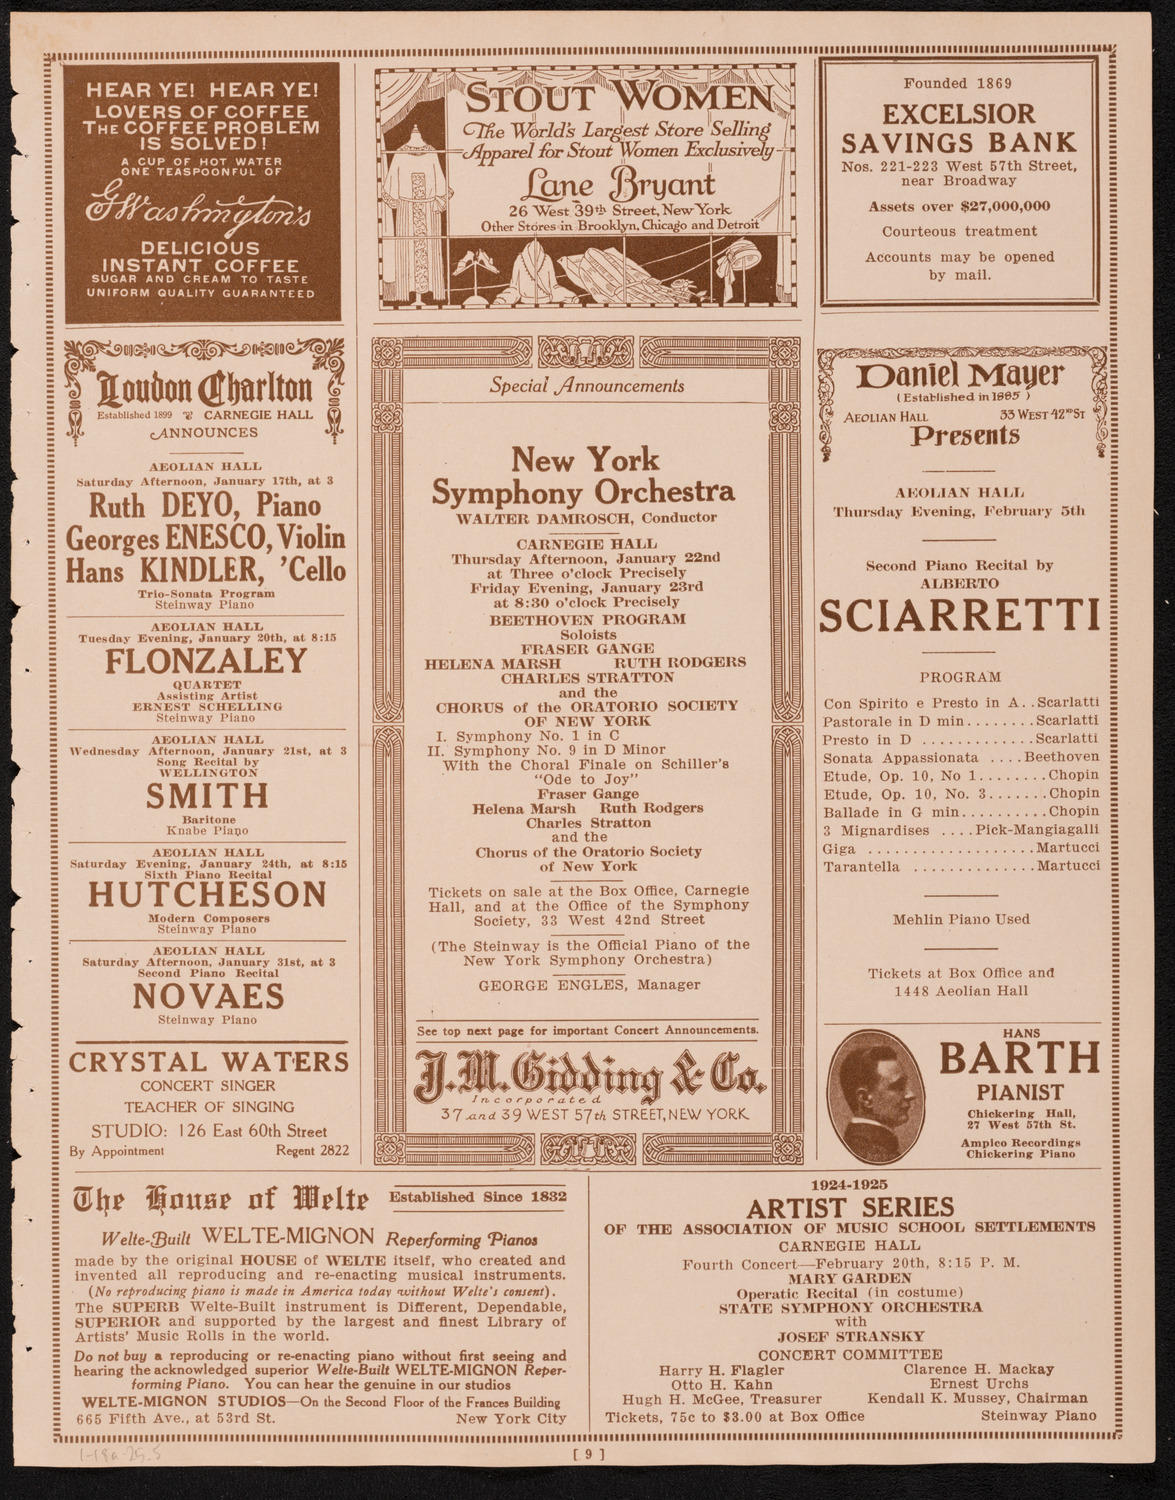 HEAR YE! HEAR YE!
LOVERS OF COFFEE
THE COFFEE PROBLEM
IS SOLVED!
A CUP OF HOT WATER
ONE TEASPOONFUL OF
G. Washington's
DELICIOUS
INSTANT COFFEE
SUGAR AND CREAM TO TASTE
UNIFORM QUALITY GUARANTEED
STOUT WOMEN
The World's Largest Store Selling
Apparel for Stout Women Exclusively
Lane Bryant
26 West 39th Street, New York
Other Stores in Brooklyn, Chicago and Detroit
Founded 1869
EXCELSIOR
SAVINGS BANK
Nos. 221-223 West 57th Street,
near Broadway
Assets over $27,000,000
Courteous treatment
Accounts may be opened
by mail.
Loudon Charlton
Established 1899 CARNEGIE HALL
ANNOUNCES
AEOLIAN HALL
Saturday Afternoon, January 17th, at 3
Ruth DEYO, Piano
Georges ENESCO, Violin
Hans KINDLER, 'Cello
Trio-Sonata Program
Steinway Piano
AEOLIAN HALL
Tuesday Evening, January 20th, at 8:15
FLONZALEY
QUARTET
Assisting Artist
ERNEST SCHELLING
Steinway Piano
AEOLIAN HALL
Wednesday Afternoon, January 21st, at 3
Song Recital by
WELLINGTON
SMITH
Baritone
Knabe Piano
AEOLIAN HALL
Saturday Evening, January 24th, at 8:15
Sixth Piano Recital
HUTCHESON
Modern Composers
Steinway Piano
AEOLIAN HALL
Saturday Afternoon, January 31st, at 3
Second Piano Recital
NOVAES
Steinway Piano
CRYSTAL WATERS
CONCERT SINGER
TEACHER OF SINGING
STUDIO: 126 East 60th Street
By Appointment Regent 2822
Special Announcements
New York
Symphony Orchestra
WALTER DAMROSCH, Conductor
CARNEGIE HALL
Thursday Afternoon, January 22nd
at Three o'clock Precisely
Friday Evening, January 23rd
at 8:30 o'clock Precisely
BEETHOVEN PROGRAM
Soloists
FRASER GANGE
HELENA MARSH RUTH RODGERS
CHARLES STRATTON
and the
CHORUS of the ORATORIO SOCIETY
OF NEW YORK
I. Symphony No. 1 in C
II. Symphony No. 9 in D Minor
With the Choral Finale on Schiller's
"Ode to Joy"
Fraser Gange
Helena Marsh Ruth Rodgers
Charles Stratton
and the
Chorus of the Oratorio Society
of New York
Tickets on sale at the Box Office, Carnegie
Hall, and at the Office of the Symphony
Society, 33 West 42nd Street
(The Steinway is the Official Piano of the
New York Symphony Orchestra)
GEORGE ENGLES, Manager
See top next page for important Concert Announcements.
J.M. Gidding & Co.
Incorporated
37 and 39 WEST 57th STREET, NEW YORK
Daniel Mayer
(Established in 1885)
AEOLIAN HALL 33 WEST 42ND ST
Presents
AEOLIAN HALL
Thursday Evening, February 5th
Second Piano Recital by
ALBERTO
SCIARRETTI
PROGRAM
Con Spirito e Presto in A..Scarlatti
Pastorale in D min........Scarlatti
Presto in D .............Scarlatti
Sonata Appassionata ....Beethoven
Etude, Op. 10, No 1........Chopin
Etude, Op. 10, No. 3.......Chopin
Ballade in G min..........Chopin
3 Mignardises ....Pick-Mangiagalli
Giga ...................Martucci
Tarantella ..............Martucci
Mehlin Piano Used
Tickets at Box Office and
1448 Aeolian Hall
HANS
BARTH
PIANIST
Chickering Hall,
27 West 57th St.
Ampico Recordings
Chickering Piano
The House of Welte Established Since 1832
Welte-Built WELTE-MIGNON Reperforming Pianos
made by the original HOUSE of WELTE itself, who created and
invented all reproducing and re-enacting musical instruments.
(No reproducing piano is made in America today without Welte's consent).
The SUPERB Welte-Built instrument is Different, Dependable,
SUPERIOR and supported by the largest and finest Library of
Artists' Music Rolls in the world.
Do not buy a reproducing or re-enacting piano without first seeing and
hearing the acknowledged superior Welte-Built WELTE-MIGNON Reper-
forming Piano. You can hear the genuine in our studios
WELTE-MIGNON STUDIOS—On the Second Floor of the Frances Building
665 Fifth Ave., at 53rd St. New York City
1924-1925
ARTIST SERIES
OF THE ASSOCIATION OF MUSIC SCHOOL SETTLEMENTS
CARNEGIE HALL
Fourth Concert—February 20th, 8:15 P. M.
MARY GARDEN
Operatic Recital (in costume)
STATE SYMPHONY ORCHESTRA
with
JOSEF STRANSKY
CONCERT COMMITTEE
Harry H. Flagler Clarence H. Mackay
Otto H. Kahn Ernest Urchs
Hugh H. McGee, Treasurer Kendall K. Mussey, Chairman
Tickets, 75c to $3.00 at Box Office Steinway Piano
[ 9 ]